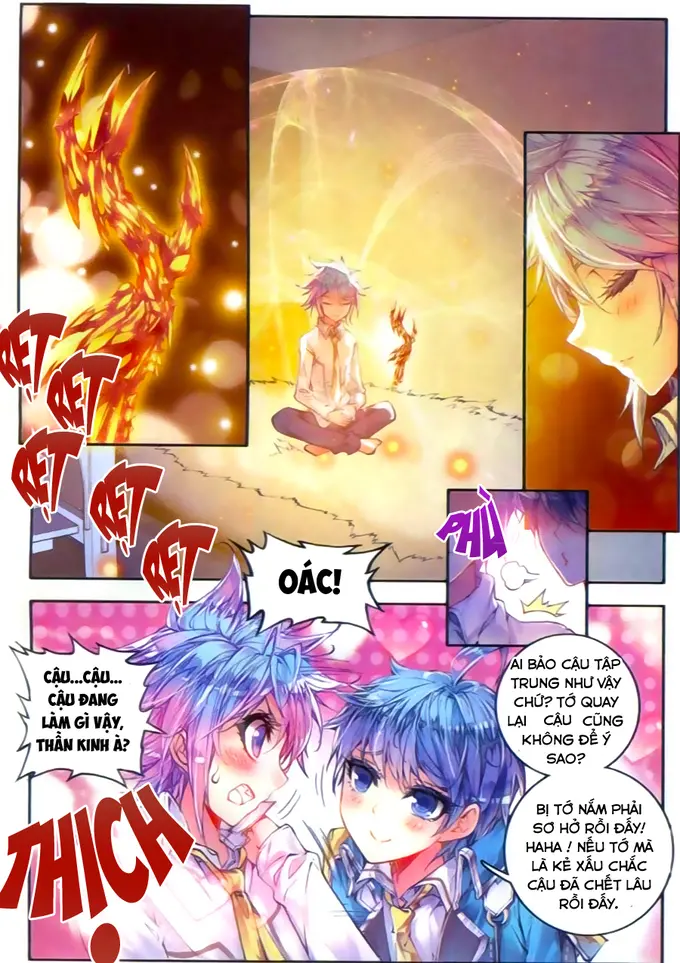 RẸT
RẸT
RẸT
RẸT
RẸT
PHÙ
OÁC!
CẬU...CẬU...
CẬU ĐANG
LÀM GÌ VẬY,
THẦN KINH À?
AI BẢO CẬU TẬP
TRUNG NHƯ VẬY
CHỨ? TỚ QUAY
LẠI CẬU CŨNG
KHÔNG ĐỂ Ý
SAO?
BỊ TỚ NẮM PHẢI
SƠ HỞ RỒI ĐẤY!
HAHA ! NẾU TỚ MÀ
LÀ KẺ XẤU CHẮC
CẬU ĐÃ CHẾT LÂU
RỒI ĐẤY.
THỊCH